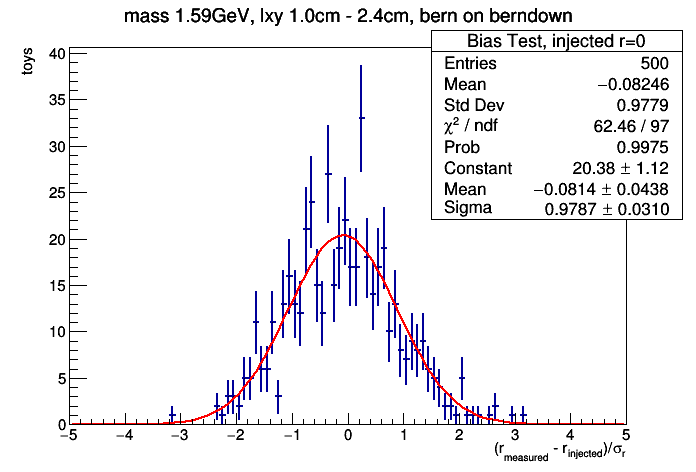 mass 1.59GeV, lxy 1.0cm - 2.4cm, bern on berndown
Bias Test, injected r=0
Entries 500
Mean −0.08246
Std Dev 0.9779
χ² / ndf 62.46 / 97
Prob 0.9975
Constant 20.38 ± 1.12
Mean −0.0814 ± 0.0438
Sigma 0.9787 ± 0.0310
toys
40
35
30
25
20
15
10
5
0
−5 −4 −3 −2 −1 0 1 2 3 4 5
(r_measured - r_injected)/σ_r